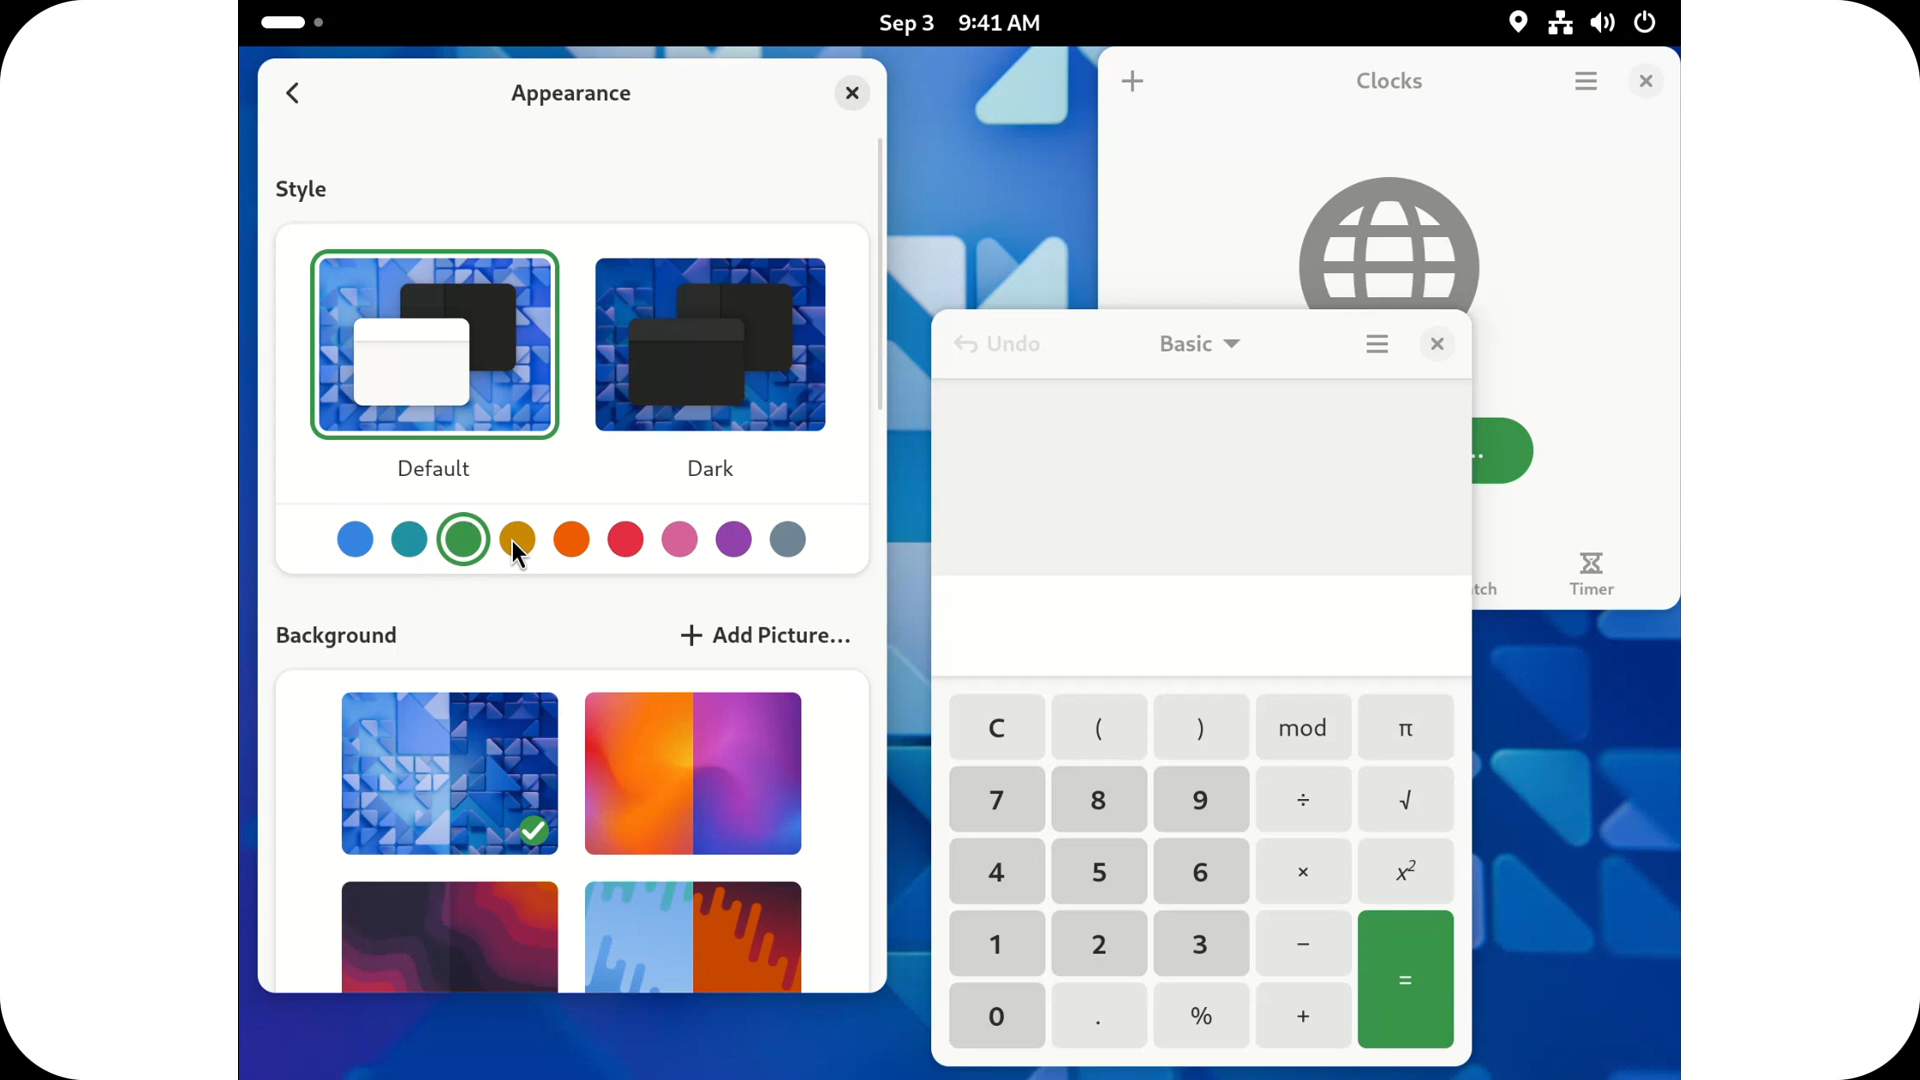 Sep 3 9:41 AM
Appearance
Style
Default Dark
Background + Add Picture...
Clocks
Timer
Undo Basic
C ( ) mod π
7 8 9 ÷ √
4 5 6 × x²
1 2 3 − =
0 . % +